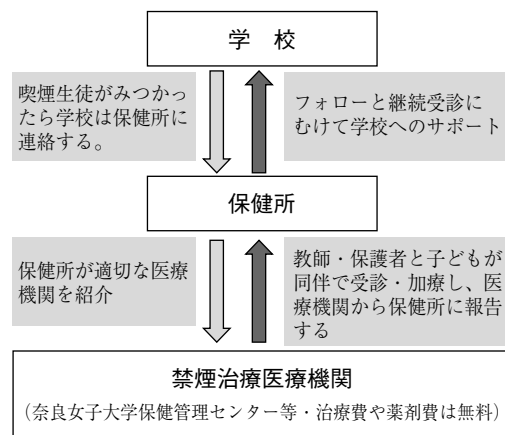 学　校
喫煙生徒がみつかっ
たら学校は保健所に
連絡する。
フォローと継続受診に
むけて学校へのサポート
保健所
保健所が適切な医療
機関を紹介
教師・保護者と子どもが
同伴で受診・加療し、医
療機関から保健所に報告
する
禁煙治療医療機関
（奈良女子大学保健管理センター等・治療費や薬剤費は無料）